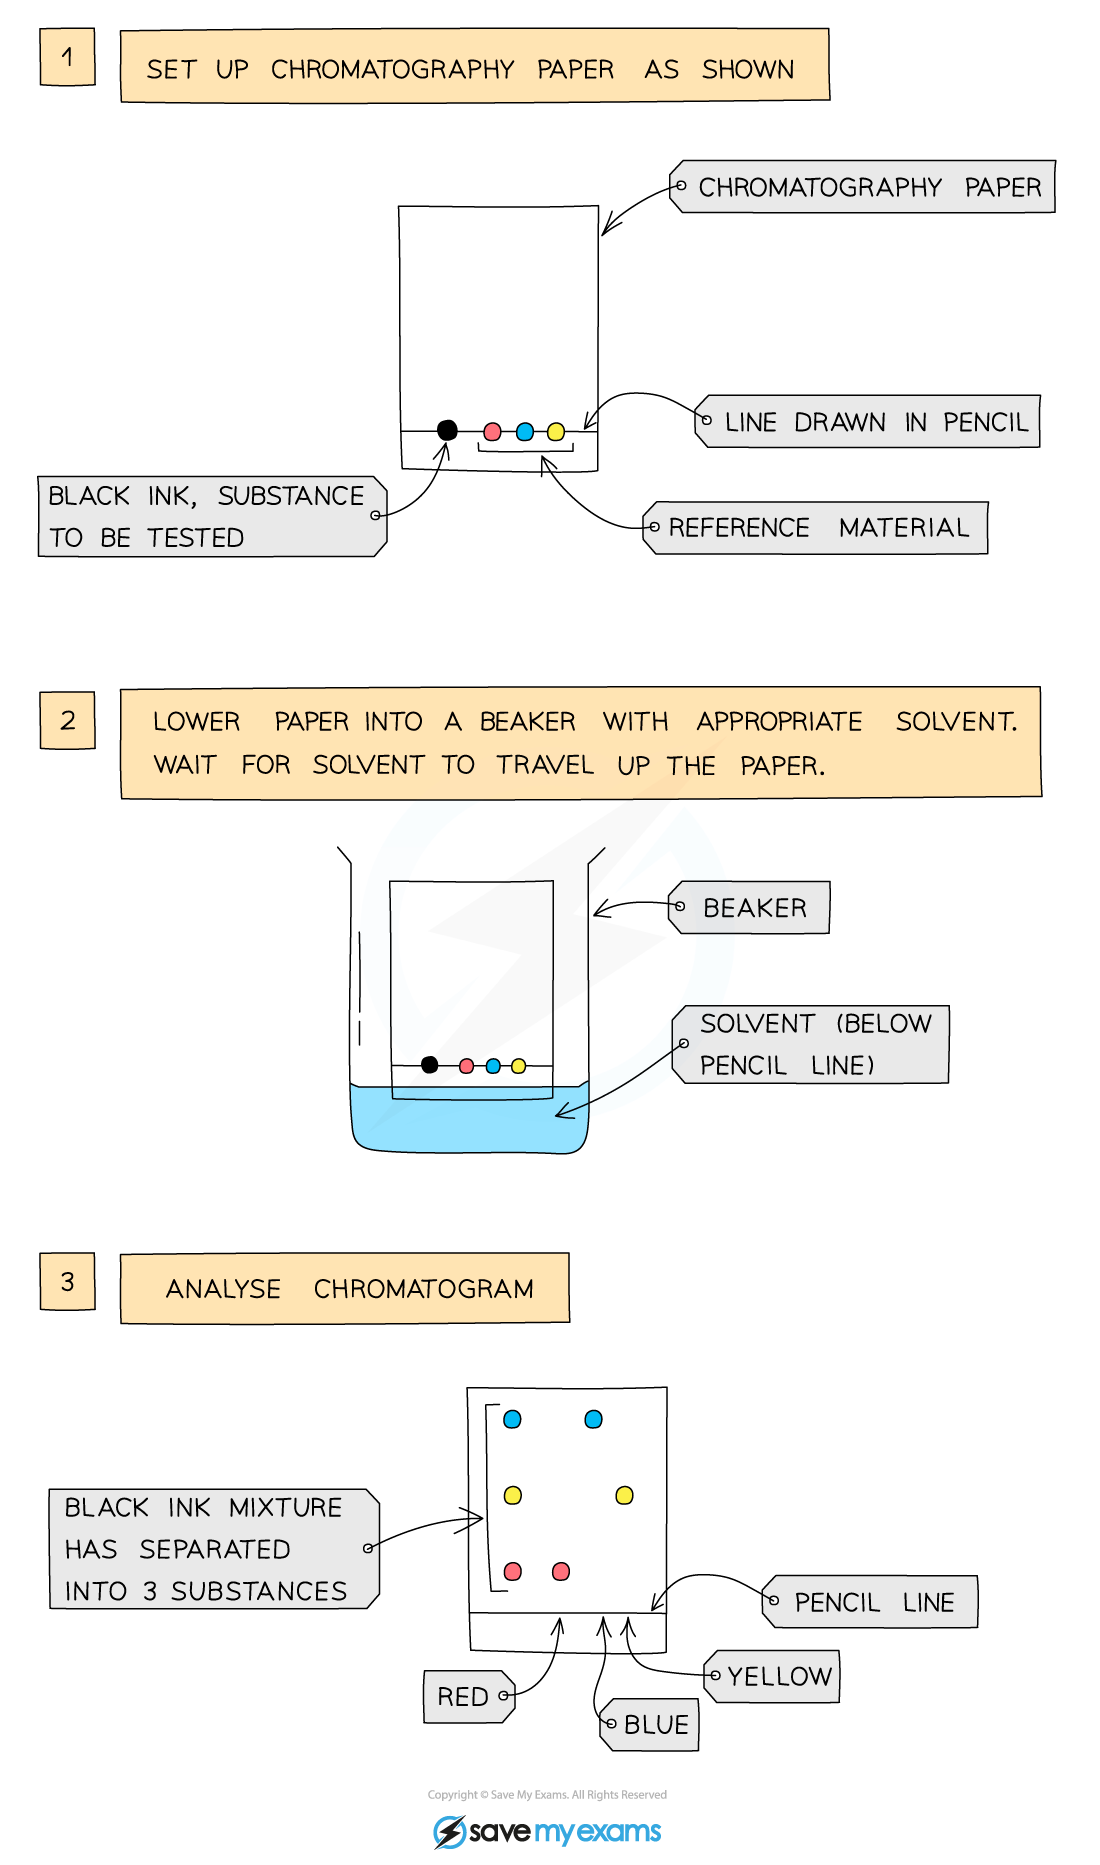 1
SET UP CHROMATOGRAPHY PAPER AS SHOWN
CHROMATOGRAPHY PAPER
LINE DRAWN IN PENCIL
BLACK INK, SUBSTANCE
TO BE TESTED
REFERENCE MATERIAL
2
LOWER PAPER INTO A BEAKER WITH APPROPRIATE SOLVENT.
WAIT FOR SOLVENT TO TRAVEL UP THE PAPER.
BEAKER
SOLVENT (BELOW
PENCIL LINE)
3
ANALYSE CHROMATOGRAM
BLACK INK MIXTURE
HAS SEPARATED
INTO 3 SUBSTANCES
PENCIL LINE
YELLOW
RED
BLUE
Copyright © Save My Exams. All Rights Reserved
save my exams